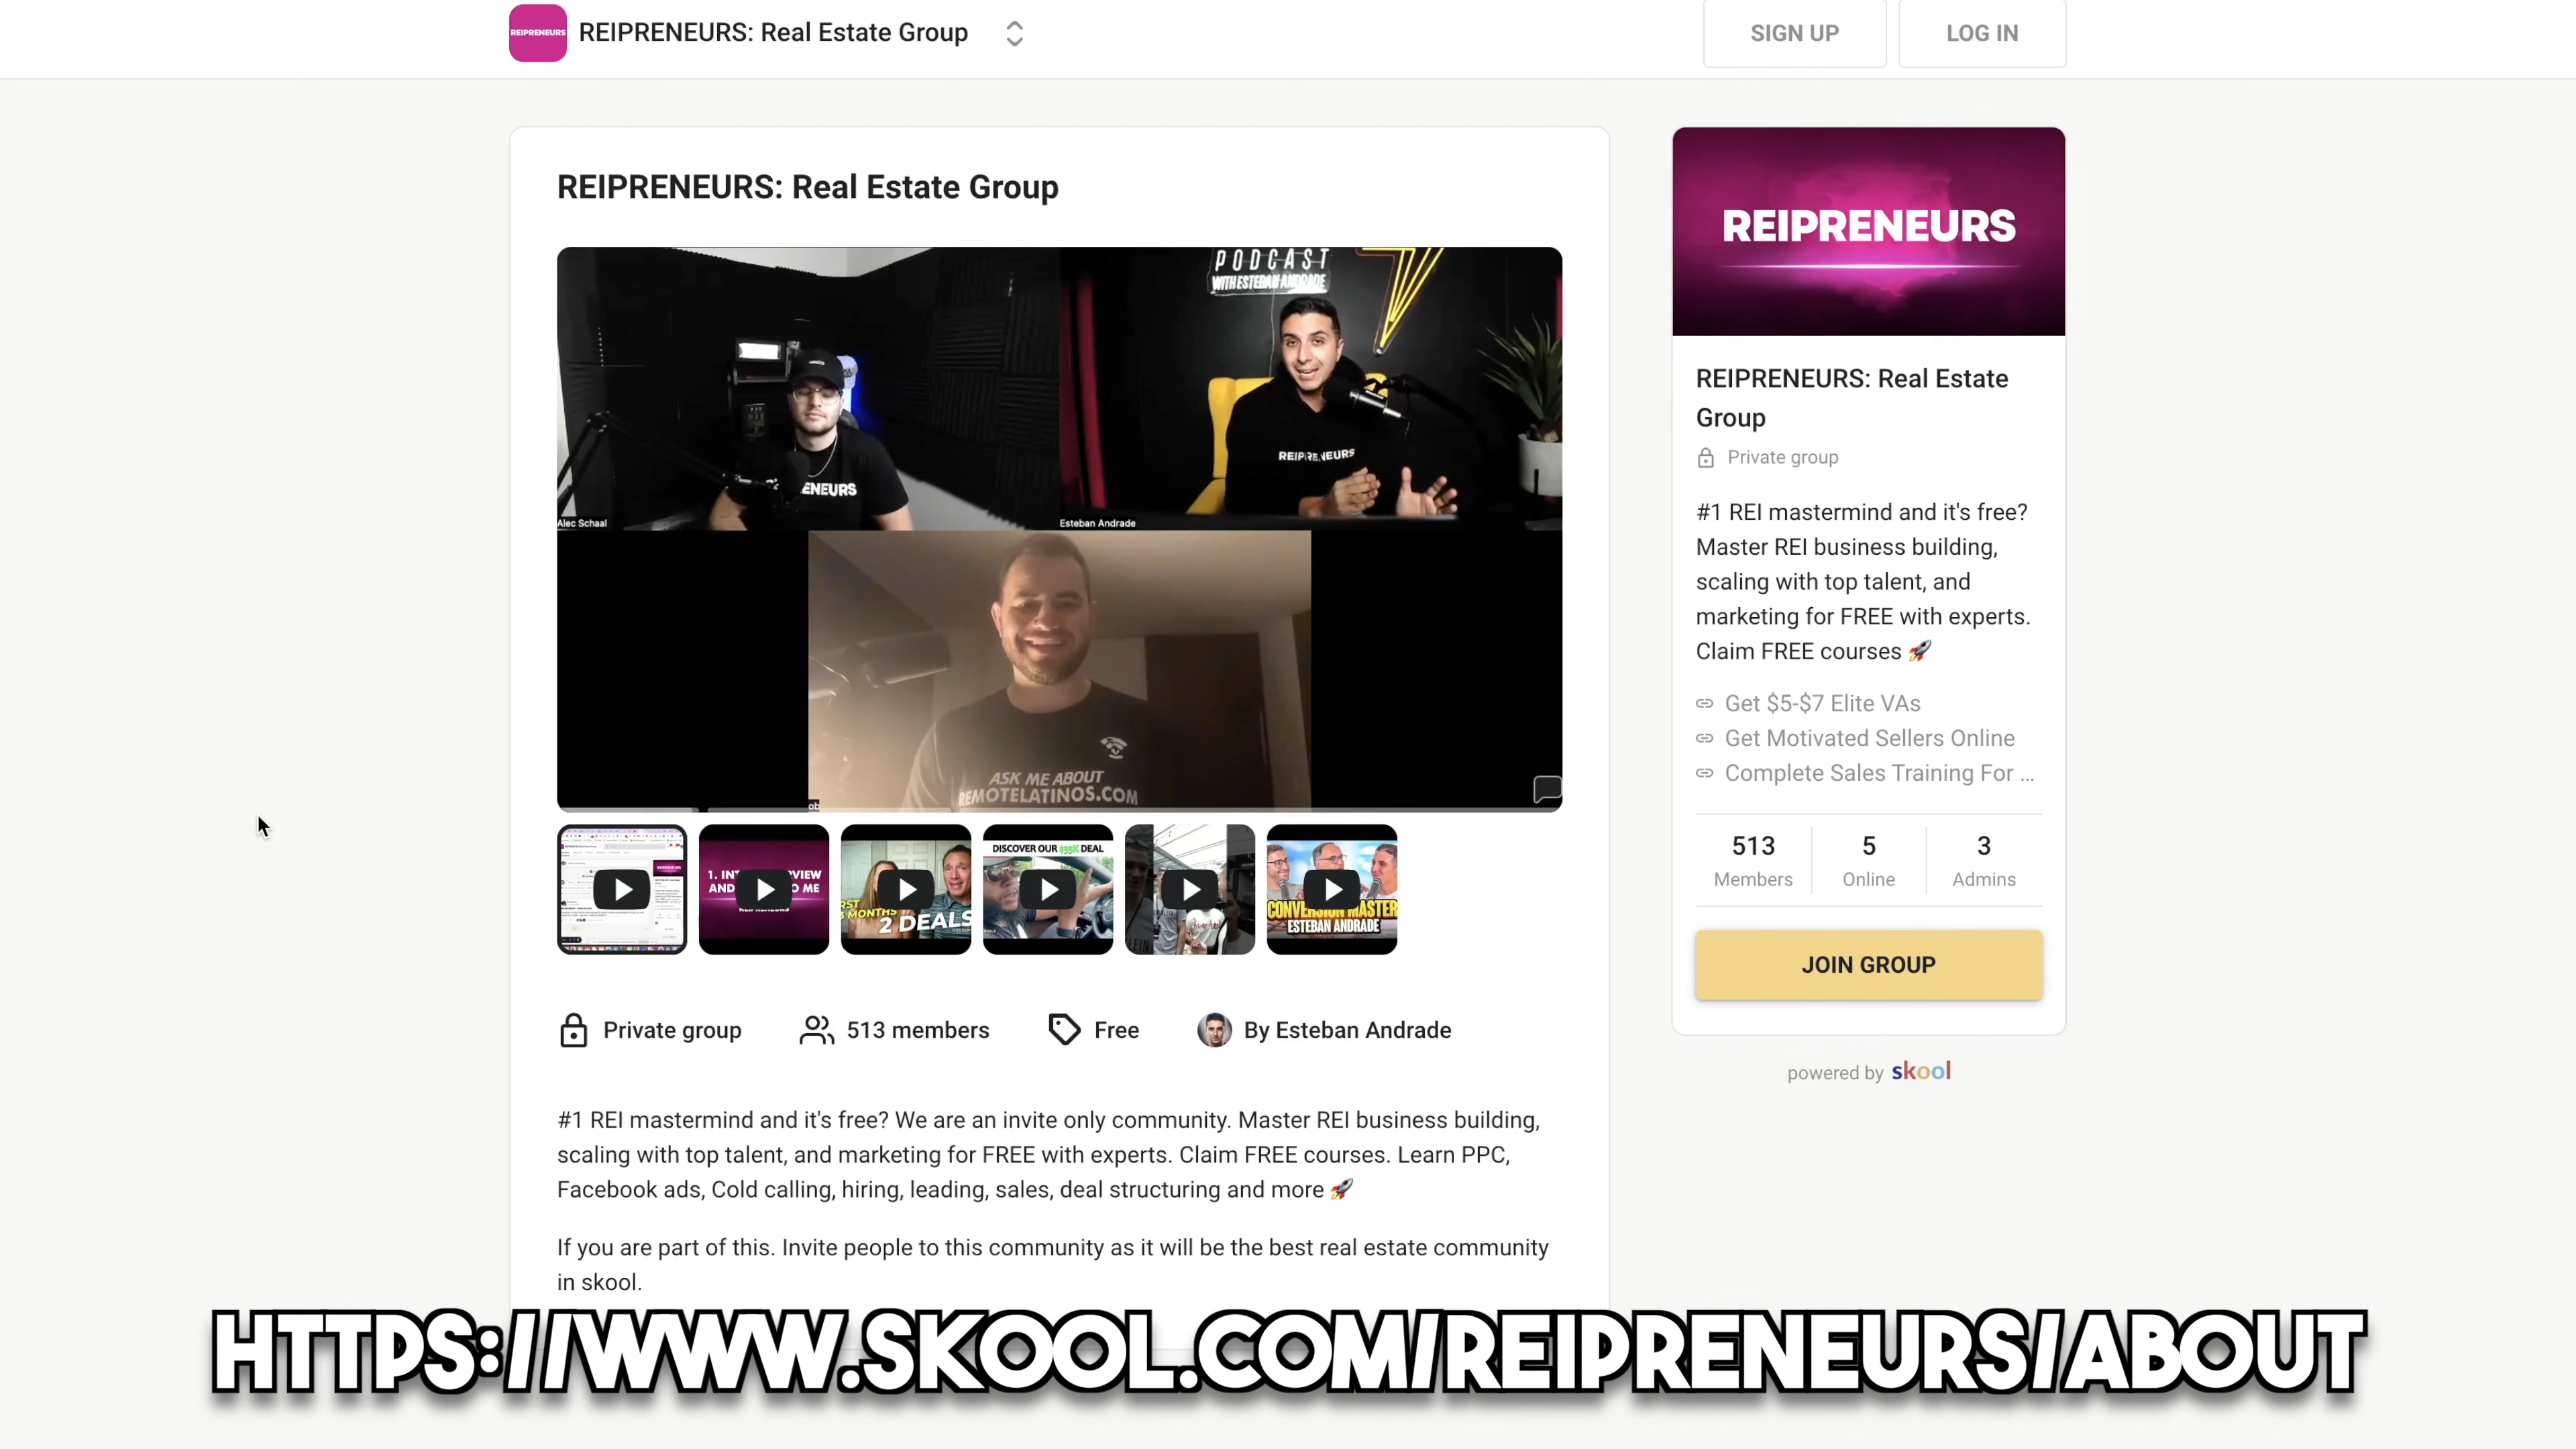 REIPRENEURS
REIPRENEURS: Real Estate Group
SIGN UP
LOG IN
REIPRENEURS: Real Estate Group
PODCAST
WITH ESTEBAN ANDRADE
REIPRENEURS
ENEURS
Alec Schaal
Esteban Andrade
ASK ME ABOUT
REMOTELATINOS.COM
2 DEALS
DISCOVER OUR $35K DEAL
CONVERSION MASTER
ESTEBAN ANDRADE
Private group
513 members
Free
By Esteban Andrade
#1 REI mastermind and it's free? We are an invite only community. Master REI business building,
scaling with top talent, and marketing for FREE with experts. Claim FREE courses. Learn PPC,
Facebook ads, Cold calling, hiring, leading, sales, deal structuring and more 🚀
If you are part of this. Invite people to this community as it will be the best real estate community
in skool.
REIPRENEURS
REIPRENEURS: Real Estate
Group
Private group
#1 REI mastermind and it's free?
Master REI business building,
scaling with top talent, and
marketing for FREE with experts.
Claim FREE courses 🚀
Get $5-$7 Elite VAs
Get Motivated Sellers Online
Complete Sales Training For ...
513
Members
5
Online
3
Admins
JOIN GROUP
powered by skool
HTTPS://WWW.SKOOL.COM/REIPRENEURS/ABOUT